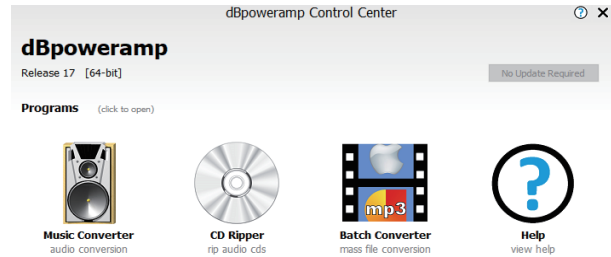 dBpoweramp Control Center
dBpoweramp
Release 17 [64-bit]
No Update Required
Programs (click to open)
mp3
Music Converter
audio conversion
CD Ripper
rip audio cds
Batch Converter
mass file conversion
Help
view help